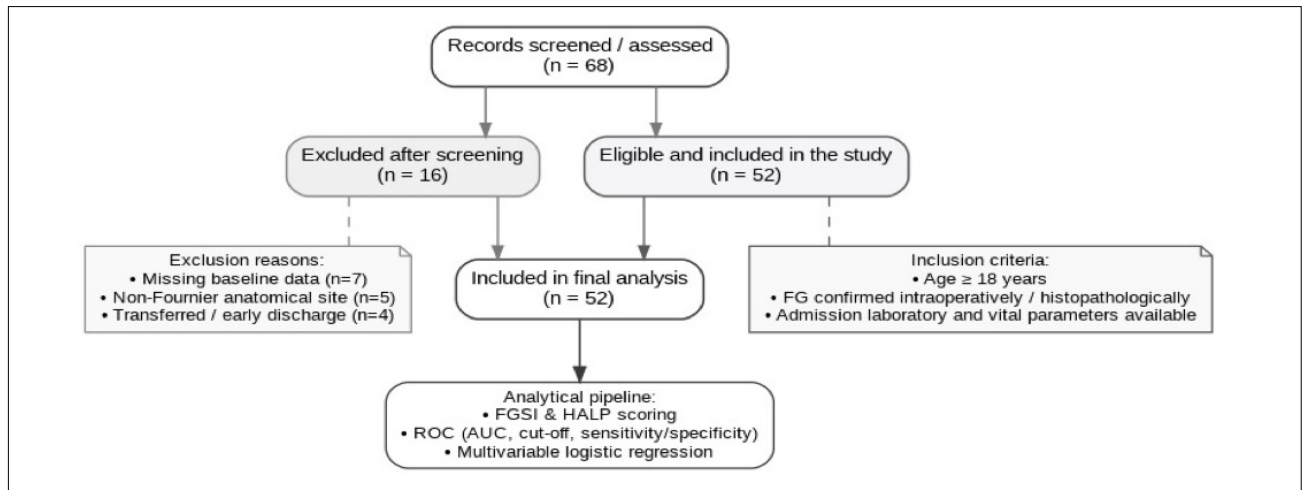 Records screened / assessed
(n = 68)
Excluded after screening
(n = 16)
Eligible and included in the study
(n = 52)
Exclusion reasons:
• Missing baseline data (n=7)
• Non-Fournier anatomical site (n=5)
• Transferred / early discharge (n=4)
Included in final analysis
(n = 52)
Inclusion criteria:
• Age ≥ 18 years
• FG confirmed intraoperatively / histopathologically
• Admission laboratory and vital parameters available
Analytical pipeline:
• FGSI & HALP scoring
• ROC (AUC, cut-off, sensitivity/specificity)
• Multivariable logistic regression